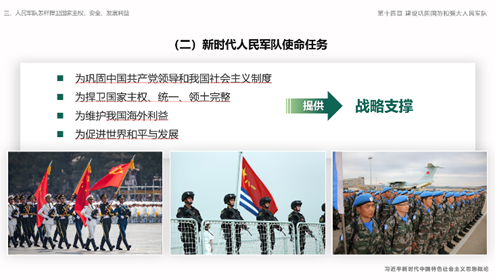 三、人民军队怎样捍卫国家主权、安全、发展利益
第十四章 建设巩固国防和强大人民军队
（二）新时代人民军队使命任务
为巩固中国共产党领导和我国社会主义制度
为捍卫国家主权、统一、领土完整
为维护我国海外利益
为促进世界和平与发展
提供
战略支撑
习近平新时代中国特色社会主义思想概论